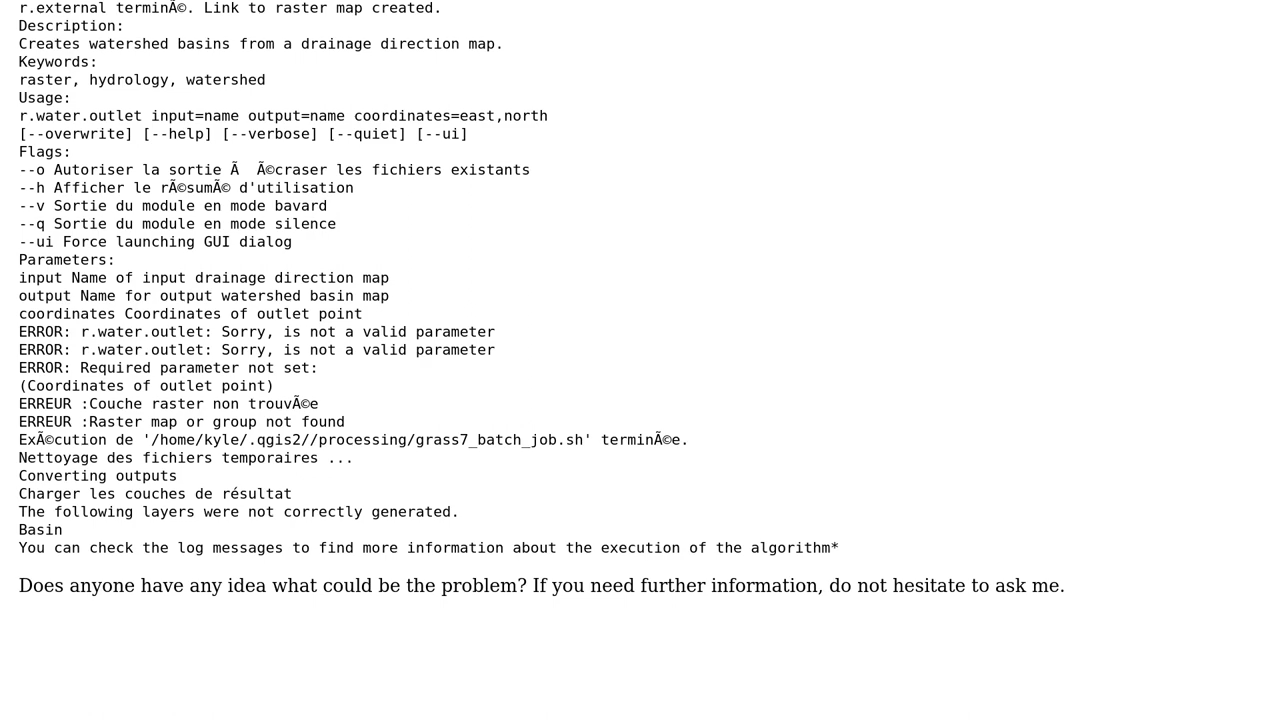 r.external terminÃ©. Link to raster map created.
Description:
Creates watershed basins from a drainage direction map.
Keywords:
raster, hydrology, watershed
Usage:
r.water.outlet input=name output=name coordinates=east,north
[--overwrite] [--help] [--verbose] [--quiet] [--ui]
Flags:
--o Autoriser la sortie Ã  Ã©craser les fichiers existants
--h Afficher le rÃ©sumÃ© d'utilisation
--v Sortie du module en mode bavard
--q Sortie du module en mode silence
--ui Force launching GUI dialog
Parameters:
input Name of input drainage direction map
output Name for output watershed basin map
coordinates Coordinates of outlet point
ERROR: r.water.outlet: Sorry, is not a valid parameter
ERROR: r.water.outlet: Sorry, is not a valid parameter
ERROR: Required parameter not set:
(Coordinates of outlet point)
ERREUR :Couche raster non trouvÃ©e
ERREUR :Raster map or group not found
ExÃ©cution de '/home/kyle/.qgis2//processing/grass7_batch_job.sh' terminÃ©e.
Nettoyage des fichiers temporaires ...
Converting outputs
Charger les couches de résultat
The following layers were not correctly generated.
Basin
You can check the log messages to find more information about the execution of the algorithm*
Does anyone have any idea what could be the problem? If you need further information, do not hesitate to ask me.